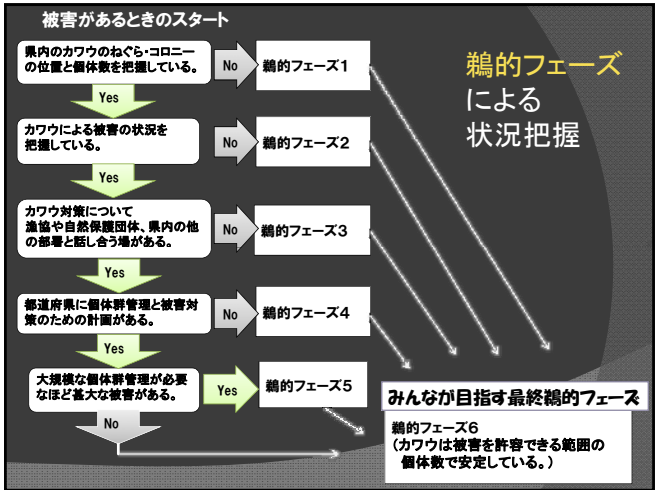 被害があるときのスタート
県内のカワウのねぐら・コロニー
の位置と個体数を把握している。
No
鵜的フェーズ1
Yes
カワウによる被害の状況を
把握している。
No
鵜的フェーズ2
Yes
カワウ対策について
漁協や自然保護団体、県内の他
の部署と話し合う場がある。
No
鵜的フェーズ3
Yes
都道府県に個体群管理と被害対
策のための計画がある。
No
鵜的フェーズ4
Yes
大規模な個体群管理が必要
なほど甚大な被害がある。
Yes
鵜的フェーズ5
No
鵜的フェーズ
による
状況把握
みんなが目指す最終鵜的フェーズ
鵜的フェーズ6
(カワウは被害を許容できる範囲の
個体数で安定している。)